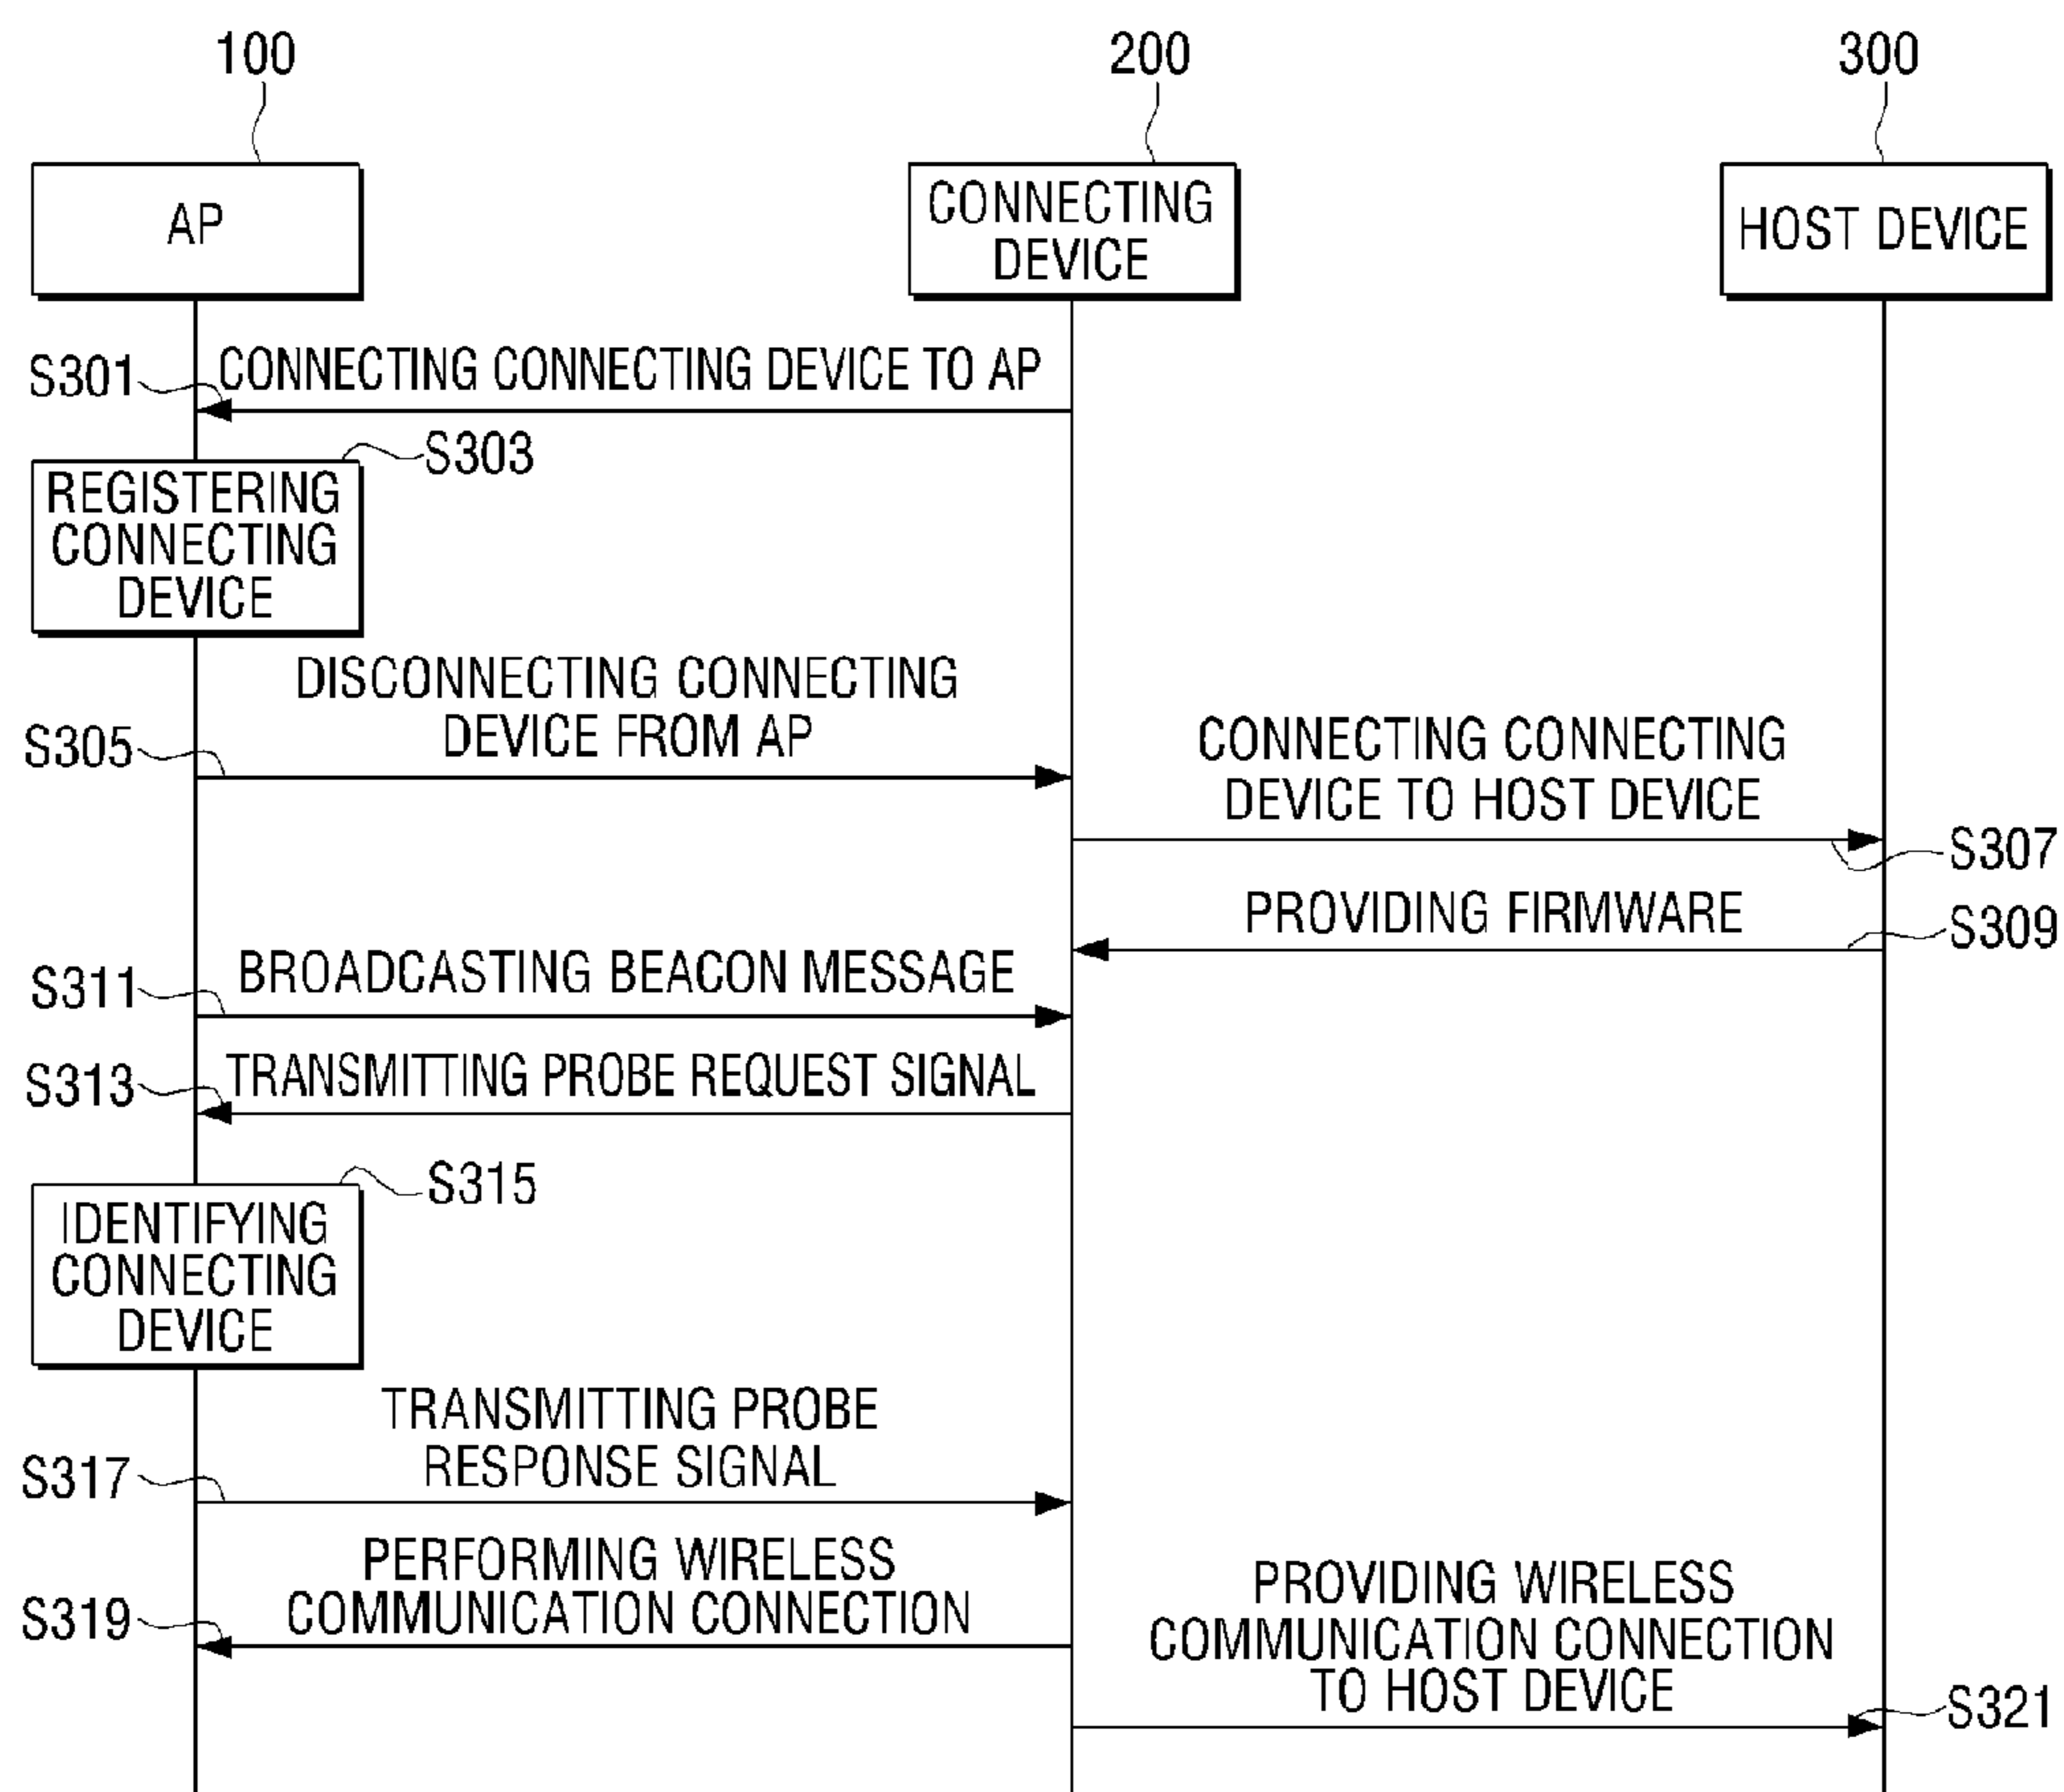 100
200
300
AP
CONNECTING
DEVICE
HOST DEVICE
S301
CONNECTING CONNECTING DEVICE TO AP
S303
REGISTERING
CONNECTING
DEVICE
DISCONNECTING CONNECTING
DEVICE FROM AP
S305
CONNECTING CONNECTING
DEVICE TO HOST DEVICE
S307
PROVIDING FIRMWARE
S309
BROADCASTING BEACON MESSAGE
S311
TRANSMITTING PROBE REQUEST SIGNAL
S313
S315
IDENTIFYING
CONNECTING
DEVICE
TRANSMITTING PROBE
RESPONSE SIGNAL
S317
PERFORMING WIRELESS
COMMUNICATION CONNECTION
S319
PROVIDING WIRELESS
COMMUNICATION CONNECTION
TO HOST DEVICE
S321